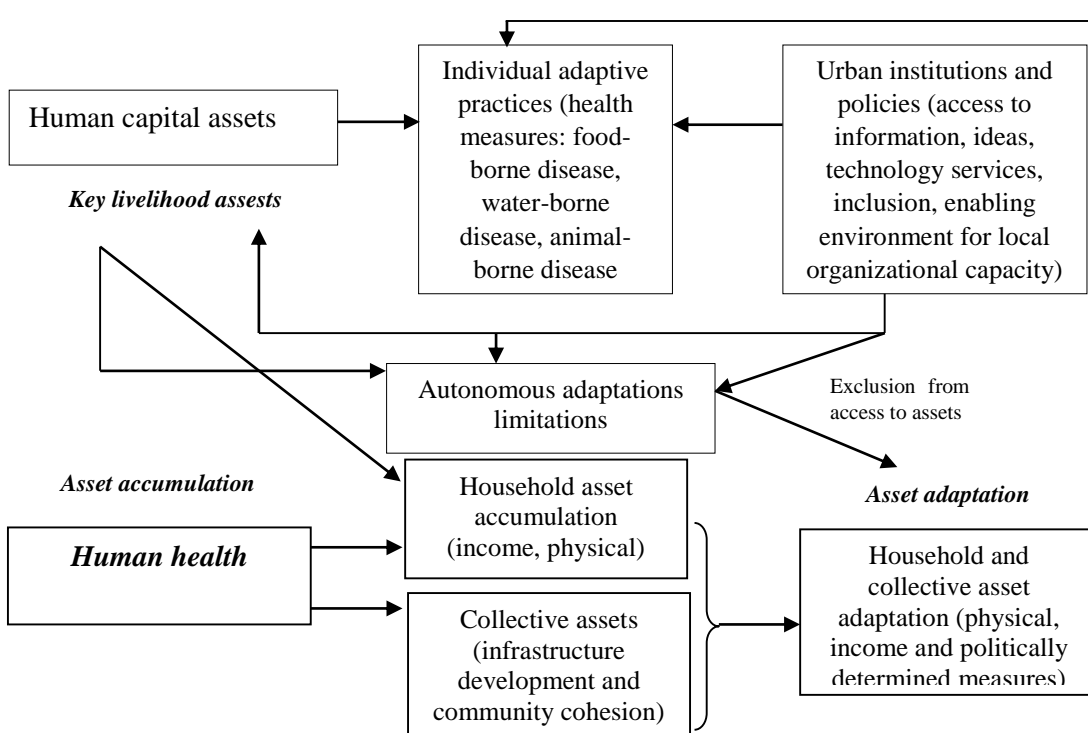 Human capital assets
Key livelihood assests
Individual adaptive
practices (health
measures: food-
borne disease,
water-borne
disease, animal-
borne disease
Urban institutions and
policies (access to
information, ideas,
technology services,
inclusion, enabling
environment for local
organizational capacity)
Autonomous adaptations
limitations
Exclusion from
access to assets
Asset accumulation
Human health
Household asset
accumulation
(income, physical)
Collective assets
(infrastructure
development and
community cohesion)
Asset adaptation
Household and
collective asset
adaptation (physical,
income and politically
determined measures)